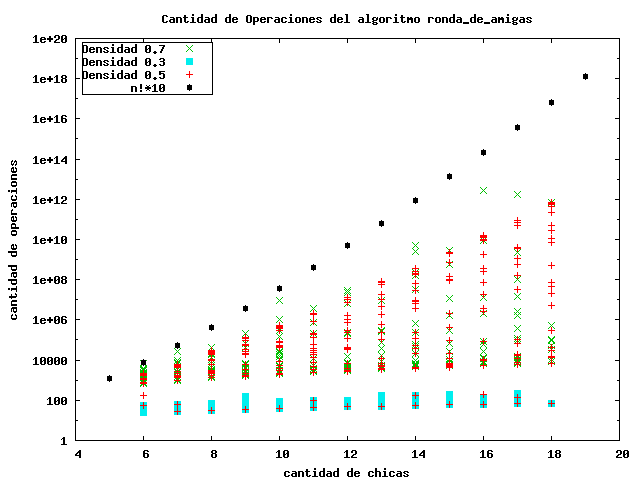 Cantidad de Operaciones del algoritmo ronda_de_amigas
1e+20
1e+18
1e+16
1e+14
1e+12
1e+10
1e+08
1e+06
10000
100
1
cantidad de operaciones
Densidad 0.7
Densidad 0.3
Densidad 0.5
n!*10
4 6 8 10 12 14 16 18 20
cantidad de chicas